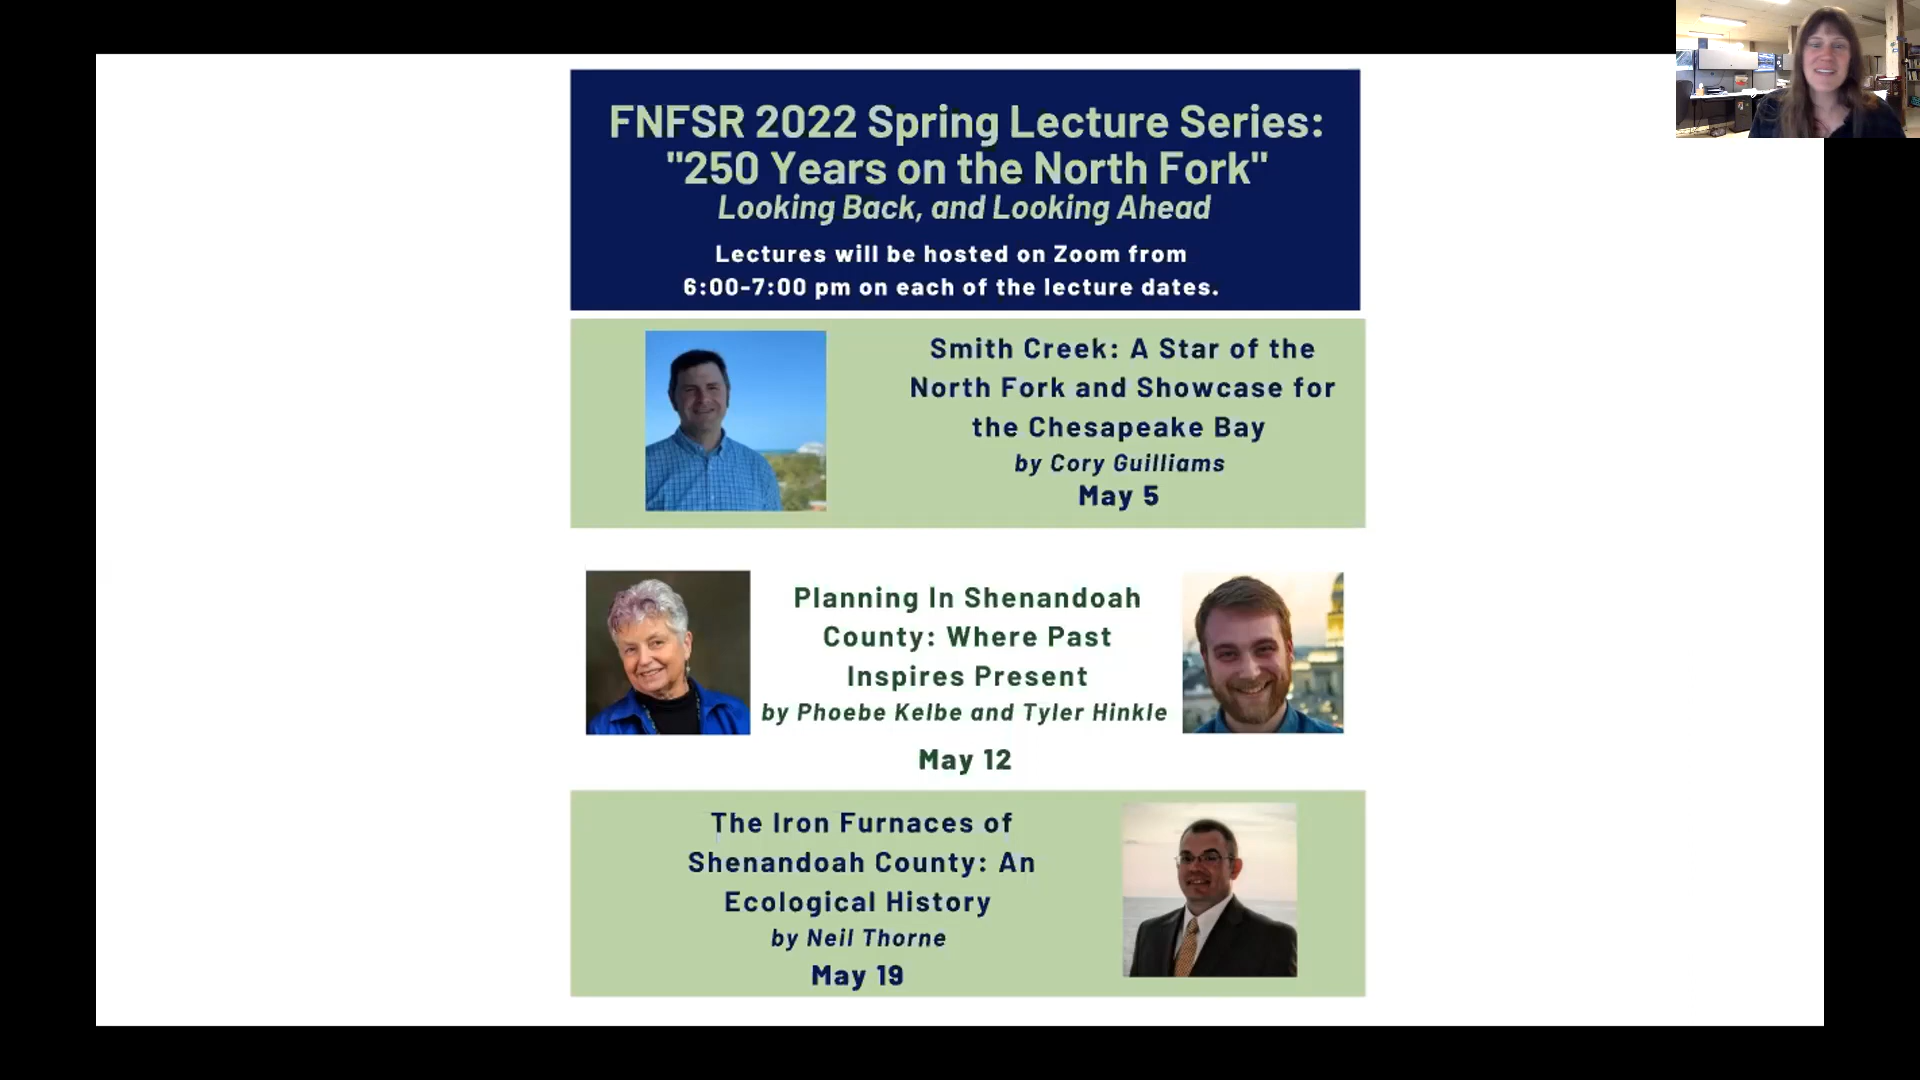 FNFSR 2022 Spring Lecture Series:
"250 Years on the North Fork"
Looking Back, and Looking Ahead
Lectures will be hosted on Zoom from
6:00-7:00 pm on each of the lecture dates.
Smith Creek: A Star of the
North Fork and Showcase for
the Chesapeake Bay
by Cory Guilliams
May 5
Planning In Shenandoah
County: Where Past
Inspires Present
by Phoebe Kelbe and Tyler Hinkle
May 12
The Iron Furnaces of
Shenandoah County: An
Ecological History
by Neil Thorne
May 19